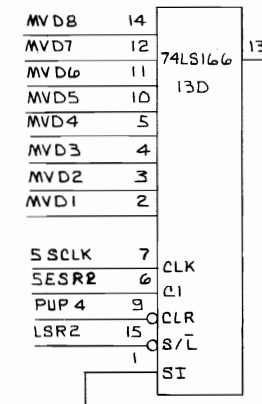 MVD8 14
MVD7 12
MVD6 11
MVD5 10
MVD4 5
MVD3 4
MVD2 3
MVD1 2
74LS166
13D
13
SSCLK 7 CLK
SESR2 6 CI
PUP4 9 CLR
LSR2 15 S/L̅
1 SI